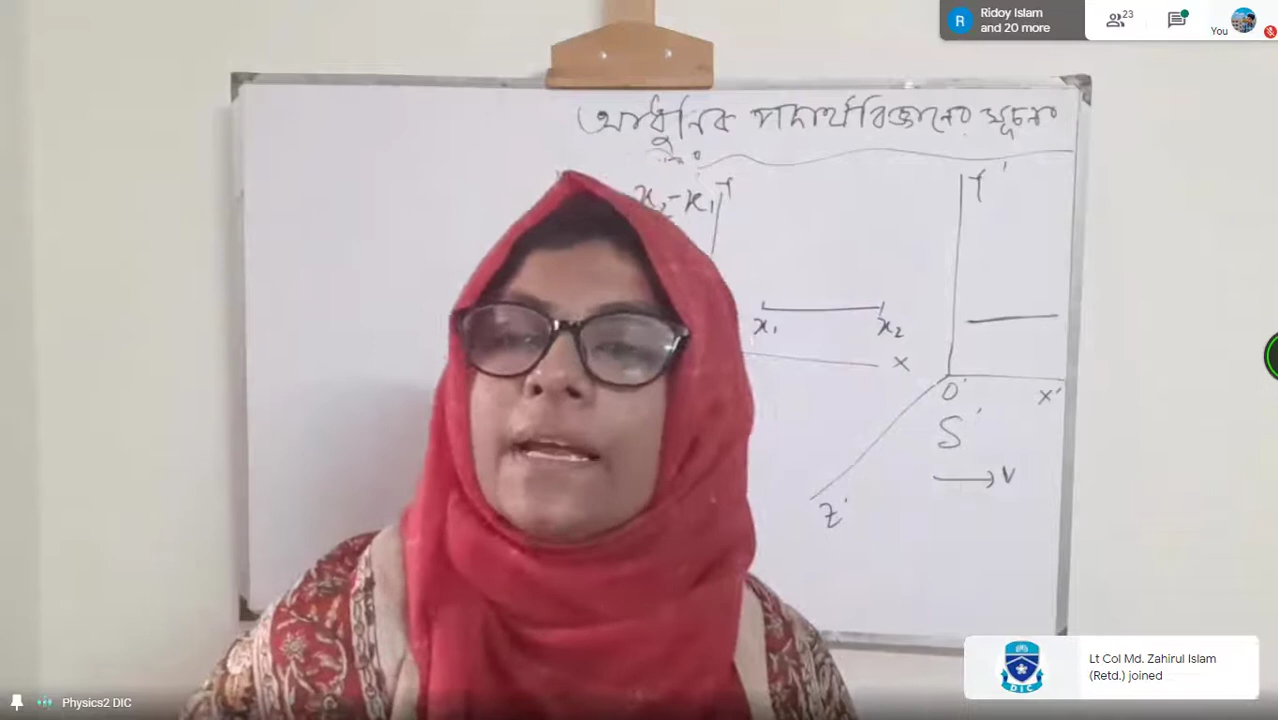 Ridoy Islam
and 20 more
23
You
আধুনিক পদার্থবিজ্ঞানের সূচনা
x₂-x₁
Y
Y'
x₁
x₂
X
O'
X'
S'
→ v
Z'
Lt Col Md. Zahirul Islam
(Retd.) joined
DIC
Physics2 DIC